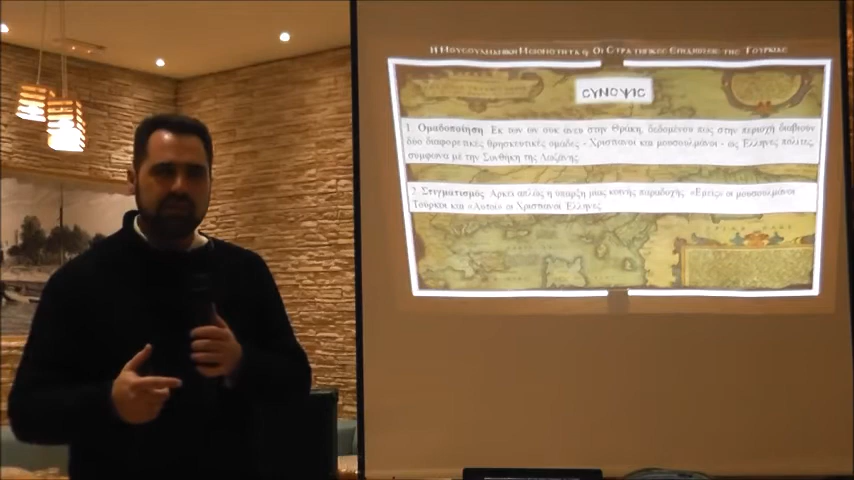 Η ΜΟΥΣΟΥΛΜΑΝΙΚΗ ΜΕΙΟΝΟΤΗΤΑ & ΟΙ ΣΤΡΑΤΗΓΙΚΕΣ ΕΠΙΔΙΩΞΕΙΣ ΤΗΣ ΤΟΥΡΚΙΑΣ
CYNOΨIC
1. Ομαδοποίηση Εκ των ων ουκ άνευ στην Θράκη, δεδομένου πως στην περιοχή διαβιούν
δύο διαφορετικές θρησκευτικές ομάδες - Χριστιανοί και μουσουλμάνοι - ως Έλληνες πολίτες,
σύμφωνα με την Συνθήκη της Λοζάνης.
2. Στιγματισμός Αρκεί απλώς η ύπαρξη μιας κοινής παραδοχής. «Εμείς» οι μουσουλμάνοι
Τούρκοι και «Αυτοί» οι Χριστιανοί Έλληνες.